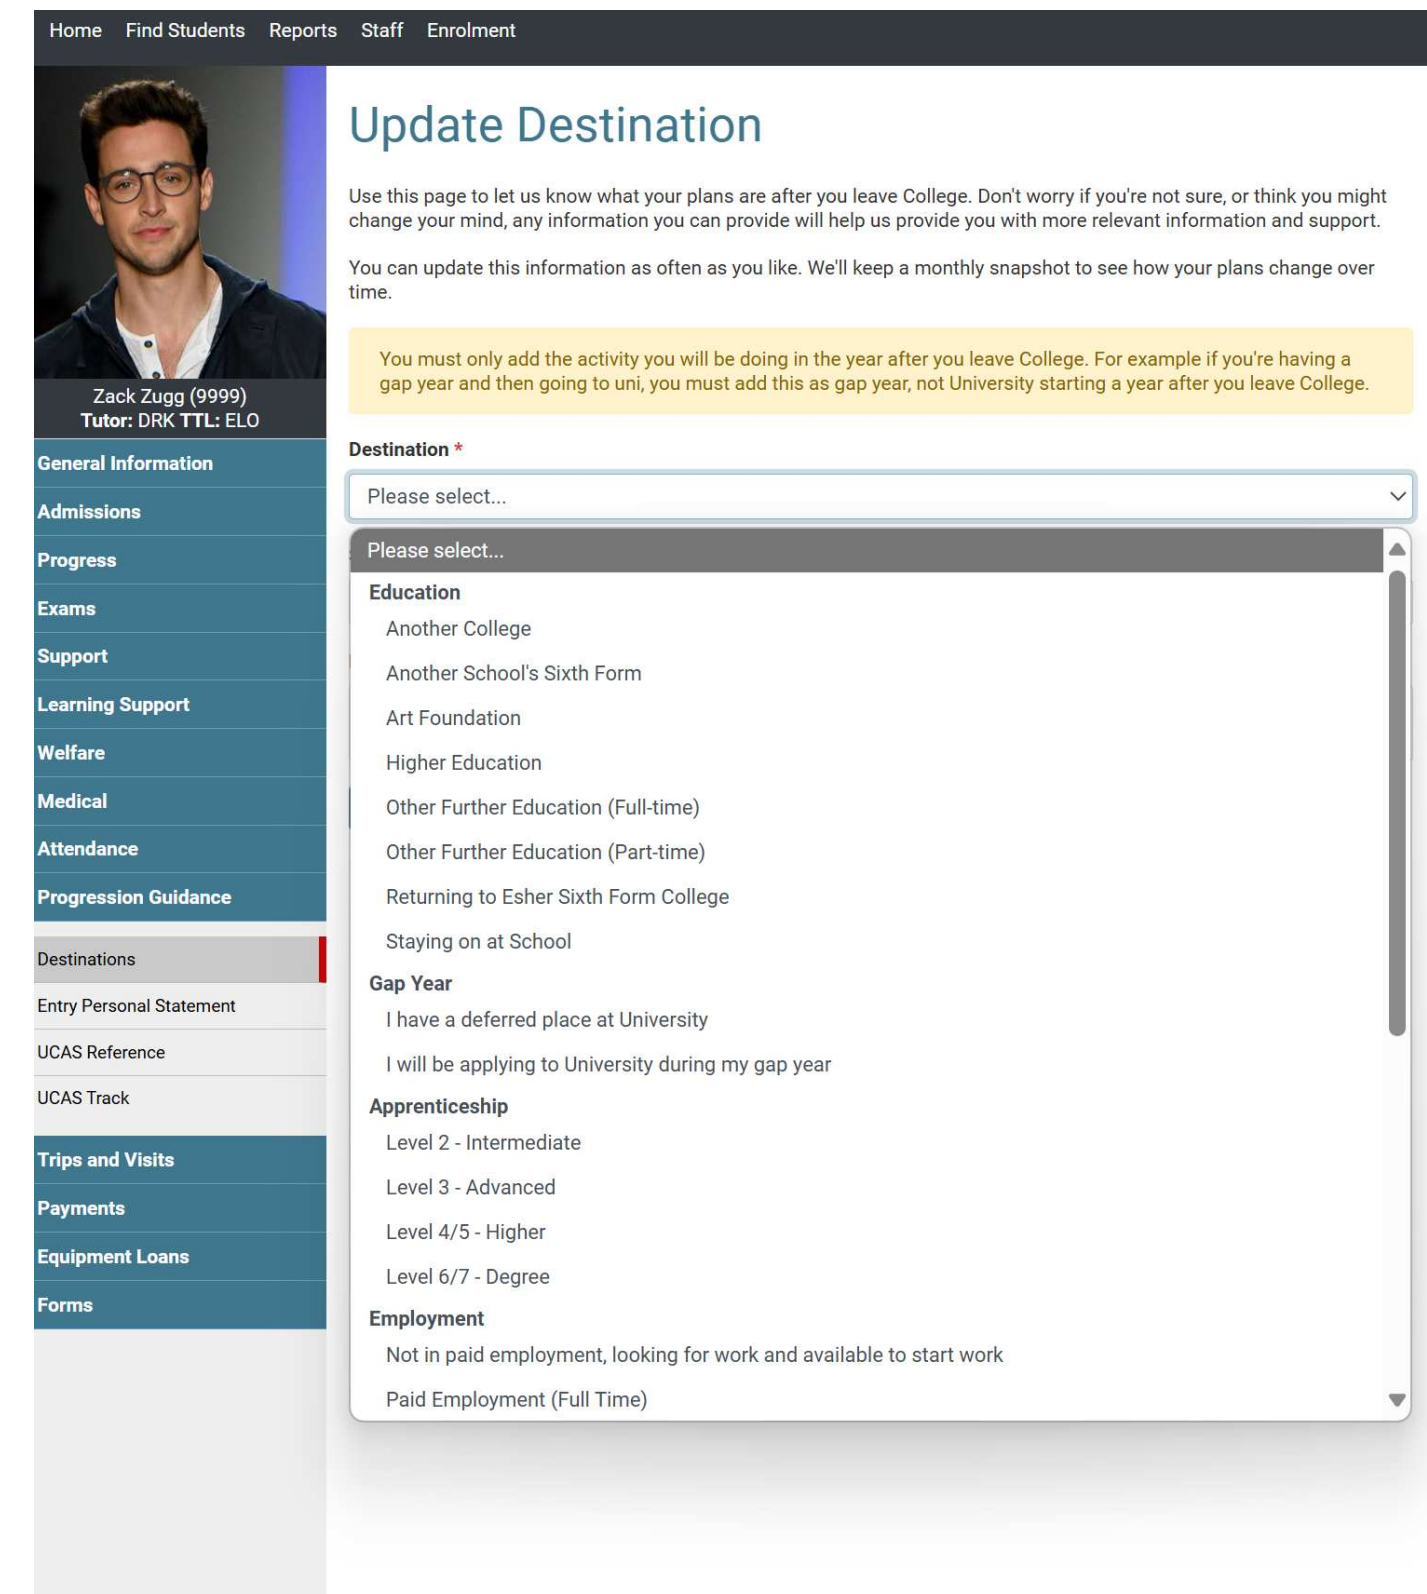 Home Find Students Reports Staff Enrolment
Zack Zugg (9999)
Tutor: DRK TTL: ELO
General Information
Admissions
Progress
Exams
Support
Learning Support
Welfare
Medical
Attendance
Progression Guidance
Destinations
Entry Personal Statement
UCAS Reference
UCAS Track
Trips and Visits
Payments
Equipment Loans
Forms
Update Destination
Use this page to let us know what your plans are after you leave College. Don't worry if you're not sure, or think you might
change your mind, any information you can provide will help us provide you with more relevant information and support.
You can update this information as often as you like. We'll keep a monthly snapshot to see how your plans change over
time.
You must only add the activity you will be doing in the year after you leave College. For example if you're having a
gap year and then going to uni, you must add this as gap year, not University starting a year after you leave College.
Destination *
Please select...
Please select...
Education
Another College
Another School's Sixth Form
Art Foundation
Higher Education
Other Further Education (Full-time)
Other Further Education (Part-time)
Returning to Esher Sixth Form College
Staying on at School
Gap Year
I have a deferred place at University
I will be applying to University during my gap year
Apprenticeship
Level 2 - Intermediate
Level 3 - Advanced
Level 4/5 - Higher
Level 6/7 - Degree
Employment
Not in paid employment, looking for work and available to start work
Paid Employment (Full Time)